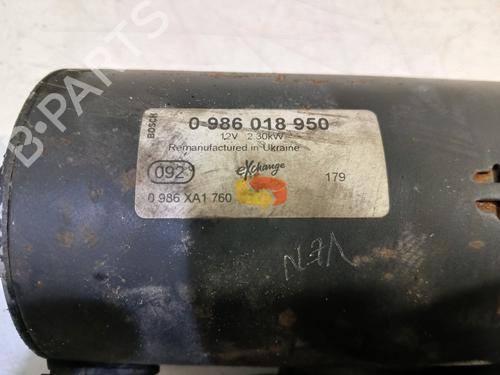 B-PARTS
BOSCH
0 986 018 950
12V 2.30kW
Remanufactured in Ukraine
092
eXchange
179
0 986 XA1 760
B-PARTS